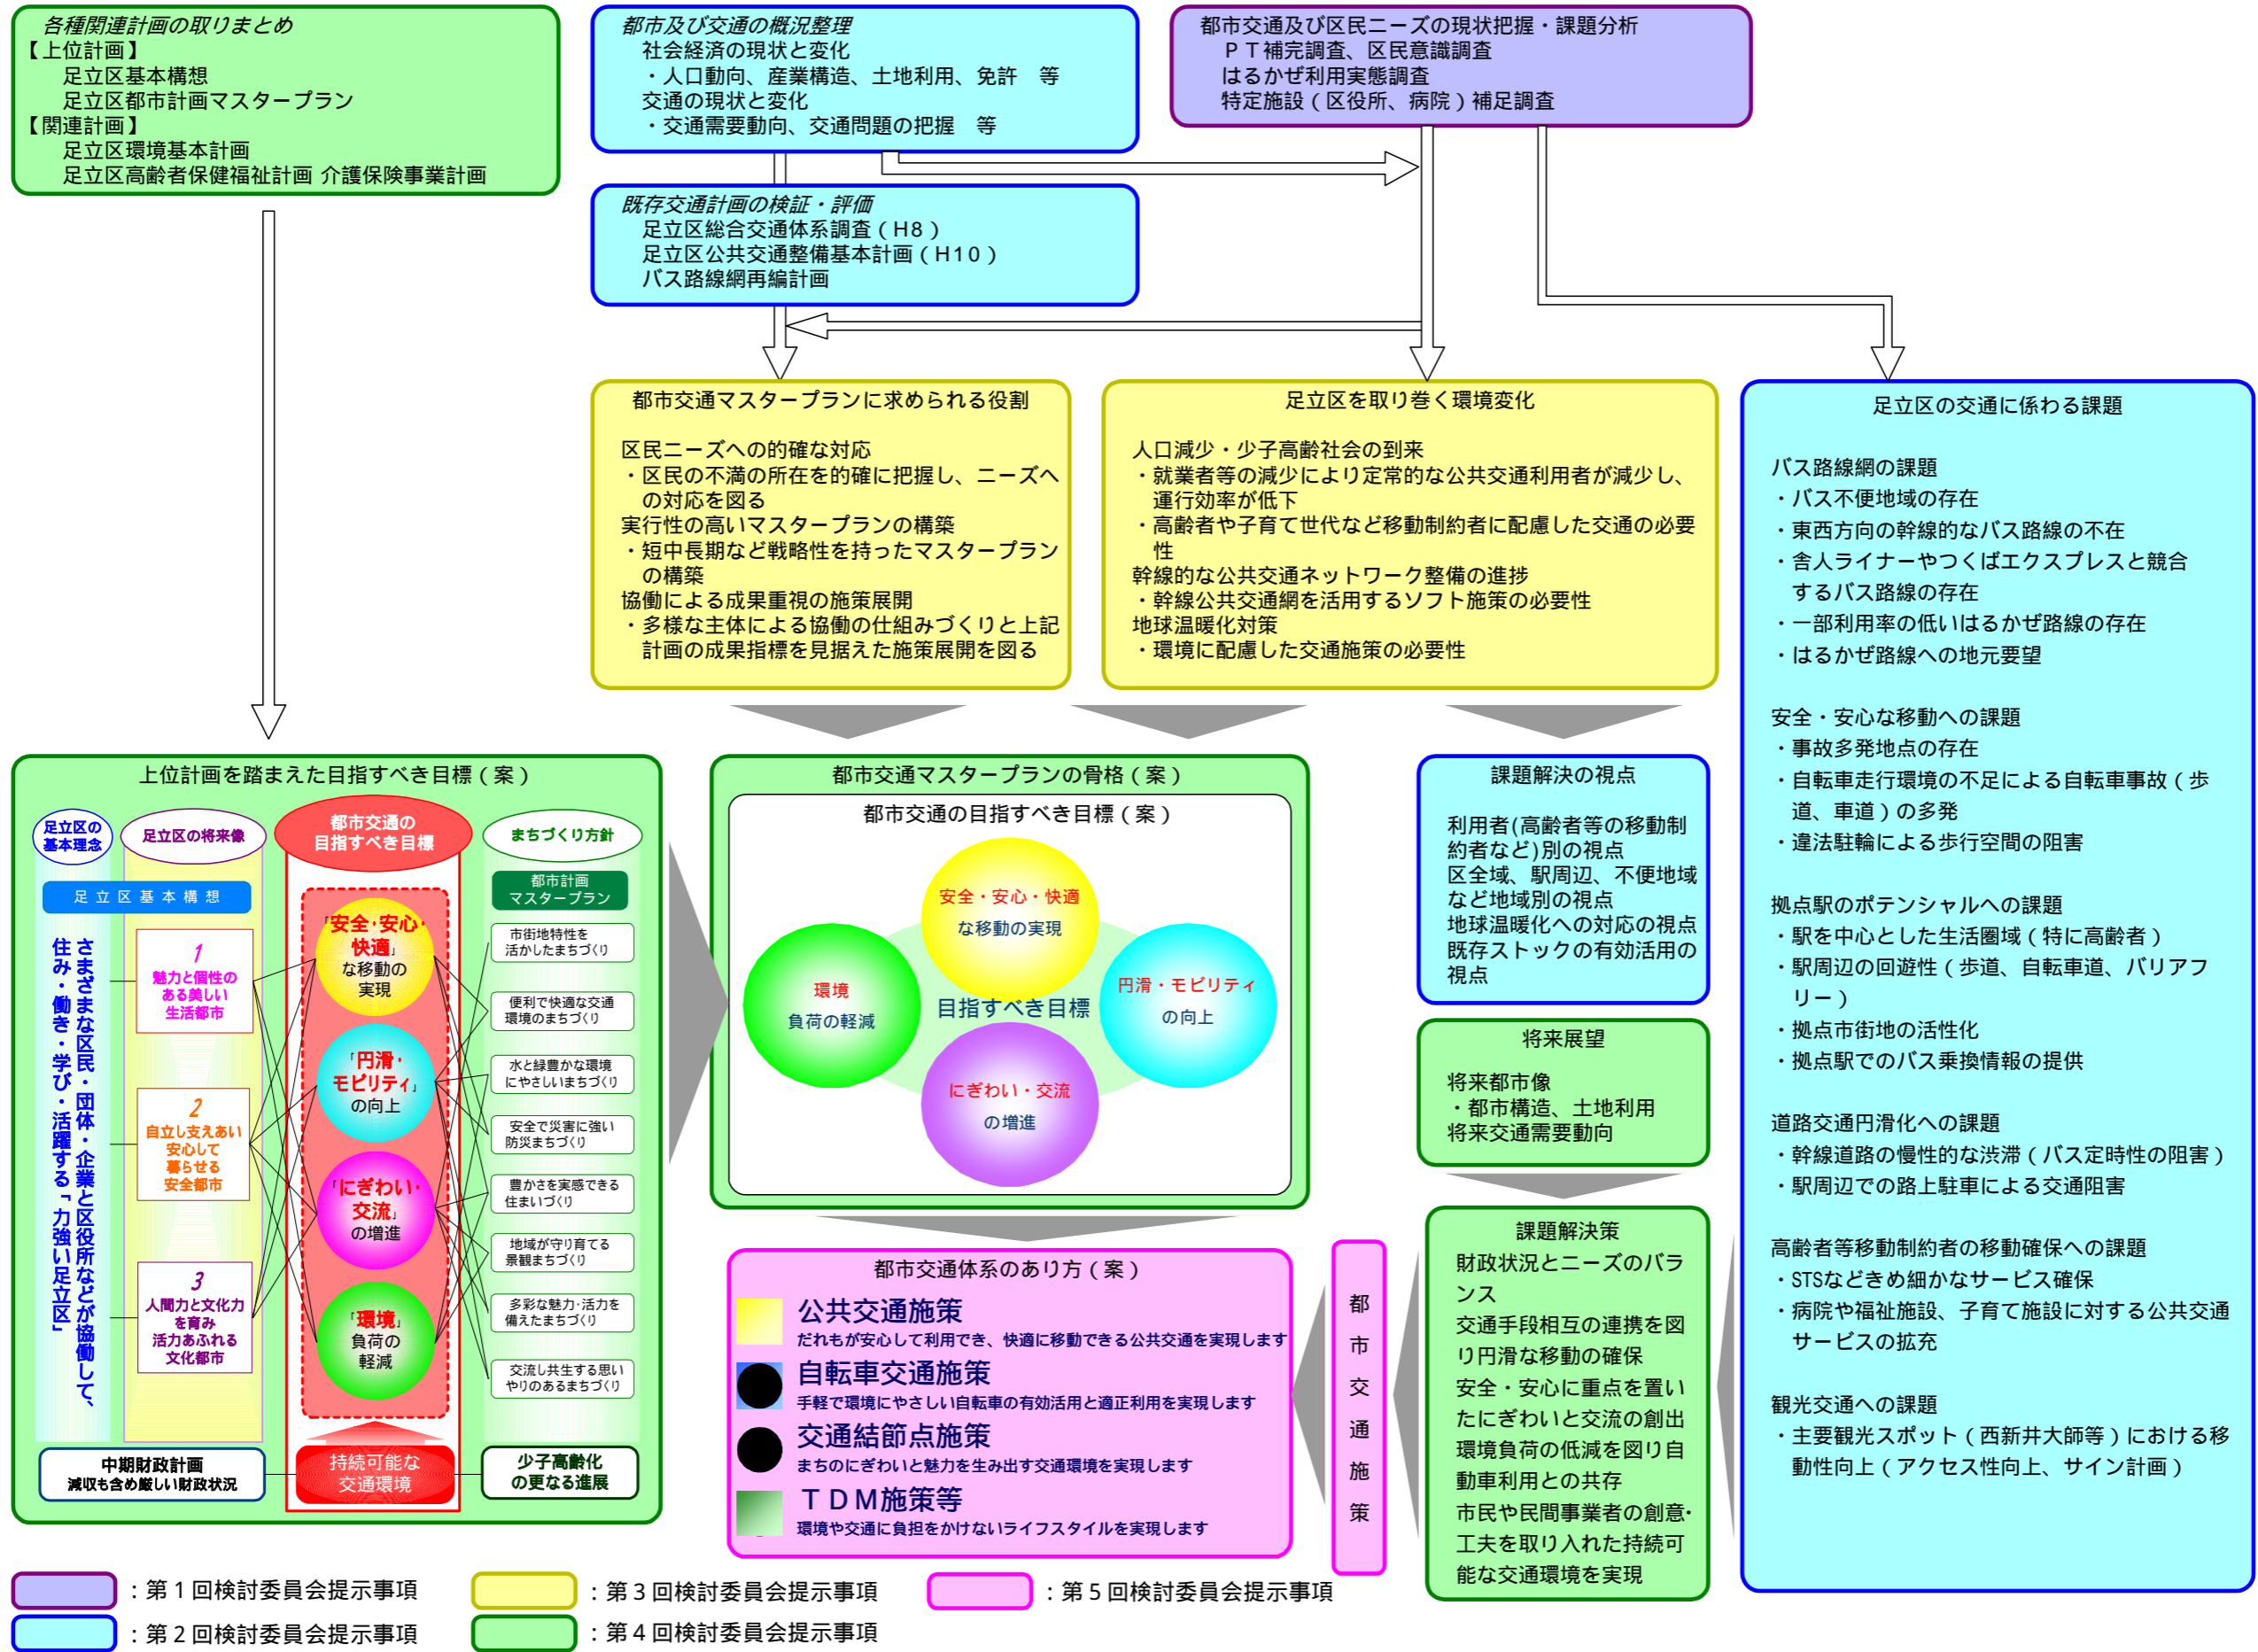 各種関連計画の取りまとめ
【上位計画】
足立区基本構想
足立区都市計画マスタープラン
【関連計画】
足立区環境基本計画
足立区高齢者保健福祉計画 介護保険事業計画
都市及び交通の概況整理
社会経済の現状と変化
・人口動向、産業構造、土地利用、免許　等
交通の現状と変化
・交通需要動向、交通問題の把握　等
都市交通及び区民ニーズの現状把握・課題分析
ＰＴ補完調査、区民意識調査
はるかぜ利用実態調査
特定施設（区役所、病院）補足調査
既存交通計画の検証・評価
足立区総合交通体系調査（H8）
足立区公共交通整備基本計画（H10）
バス路線網再編計画
都市交通マスタープランに求められる役割
区民ニーズへの的確な対応
・区民の不満の所在を的確に把握し、ニーズへ
の対応を図る
実行性の高いマスタープランの構築
・短中長期など戦略性を持ったマスタープラン
の構築
協働による成果重視の施策展開
・多様な主体による協働の仕組みづくりと上記
計画の成果指標を見据えた施策展開を図る
足立区を取り巻く環境変化
人口減少・少子高齢社会の到来
・就業者等の減少により定常的な公共交通利用者が減少し、
運行効率が低下
・高齢者や子育て世代など移動制約者に配慮した交通の必要
性
幹線的な公共交通ネットワーク整備の進捗
・幹線公共交通網を活用するソフト施策の必要性
地球温暖化対策
・環境に配慮した交通施策の必要性
足立区の交通に係わる課題
バス路線網の課題
・バス不便地域の存在
・東西方向の幹線的なバス路線の不在
・舎人ライナーやつくばエクスプレスと競合
するバス路線の存在
・一部利用率の低いはるかぜ路線の存在
・はるかぜ路線への地元要望
安全・安心な移動への課題
・事故多発地点の存在
・自転車走行環境の不足による自転車事故（歩
道、車道）の多発
・違法駐輪による歩行空間の阻害
拠点駅のポテンシャルへの課題
・駅を中心とした生活圏域（特に高齢者）
・駅周辺の回遊性（歩道、自転車道、バリアフ
リー）
・拠点市街地の活性化
・拠点駅でのバス乗換情報の提供
道路交通円滑化への課題
・幹線道路の慢性的な渋滞（バス定時性の阻害）
・駅周辺での路上駐車による交通阻害
高齢者等移動制約者の移動確保への課題
・STSなどきめ細かなサービス確保
・病院や福祉施設、子育て施設に対する公共交通
サービスの拡充
観光交通への課題
・主要観光スポット（西新井大師等）における移
動性向上（アクセス性向上、サイン計画）
上位計画を踏まえた目指すべき目標（案）
足立区の
基本理念
足立区の将来像
都市交通の
目指すべき目標
まちづくり方針
足立区基本構想
都市計画
マスタープラン
さまざまな区民・団体・企業と区役所などが協働して、
住み・働き・学び・活躍する「力強い足立区」
1
魅力と個性の
ある美しい
生活都市
2
自立し支えあい
安心して
暮らせる
安全都市
3
人間力と文化力
を育み
活力あふれる
文化都市
「安全・安心・
快適」
な移動の
実現
「円滑・
モビリティ」
の向上
「にぎわい・
交流」
の増進
「環境」
負荷の
軽減
市街地特性を
活かしたまちづくり
便利で快適な交通
環境のまちづくり
水と緑豊かな環境
にやさしいまちづくり
安全で災害に強い
防災まちづくり
豊かさを実感できる
住まいづくり
地域が守り育てる
景観まちづくり
多彩な魅力・活力を
備えたまちづくり
交流し共生する思い
やりのあるまちづくり
中期財政計画
減収も含め厳しい財政状況
持続可能な
交通環境
少子高齢化
の更なる進展
都市交通マスタープランの骨格（案）
都市交通の目指すべき目標（案）
安全・安心・快適
な移動の実現
環境
負荷の軽減
目指すべき目標
円滑・モビリティ
の向上
にぎわい・交流
の増進
課題解決の視点
利用者(高齢者等の移動制
約者など)別の視点
区全域、駅周辺、不便地域
など地域別の視点
地球温暖化への対応の視点
既存ストックの有効活用の
視点
将来展望
将来都市像
・都市構造、土地利用
将来交通需要動向
課題解決策
財政状況とニーズのバラ
ンス
交通手段相互の連携を図
り円滑な移動の確保
安全・安心に重点を置い
たにぎわいと交流の創出
環境負荷の低減を図り自
動車利用との共存
市民や民間事業者の創意・
工夫を取り入れた持続可
能な交通環境を実現
都市交通施策
都市交通体系のあり方（案）
公共交通施策
だれもが安心して利用でき、快適に移動できる公共交通を実現します
自転車交通施策
手軽で環境にやさしい自転車の有効活用と適正利用を実現します
交通結節点施策
まちのにぎわいと魅力を生み出す交通環境を実現します
ＴＤＭ施策等
環境や交通に負担をかけないライフスタイルを実現します
：第１回検討委員会提示事項
：第２回検討委員会提示事項
：第３回検討委員会提示事項
：第４回検討委員会提示事項
：第５回検討委員会提示事項